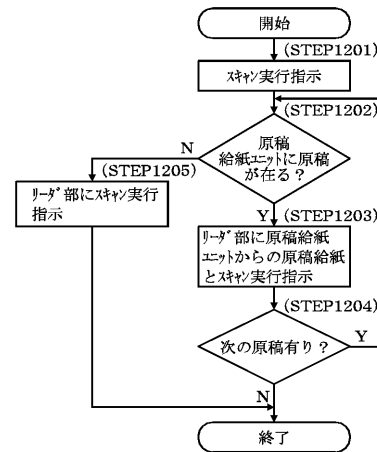 開始
(STEP1201)
ｽｷｬﾝ実行指示
(STEP1202)
原稿
給紙ﾕﾆｯﾄに原稿
が在る？
N
(STEP1205)
ﾘｰﾀﾞ部にｽｷｬﾝ実行
指示
Y
(STEP1203)
ﾘｰﾀﾞ部に原稿給紙
ﾕﾆｯﾄからの原稿給紙
とｽｷｬﾝ実行指示
(STEP1204)
次の原稿有り？
Y
N
終了